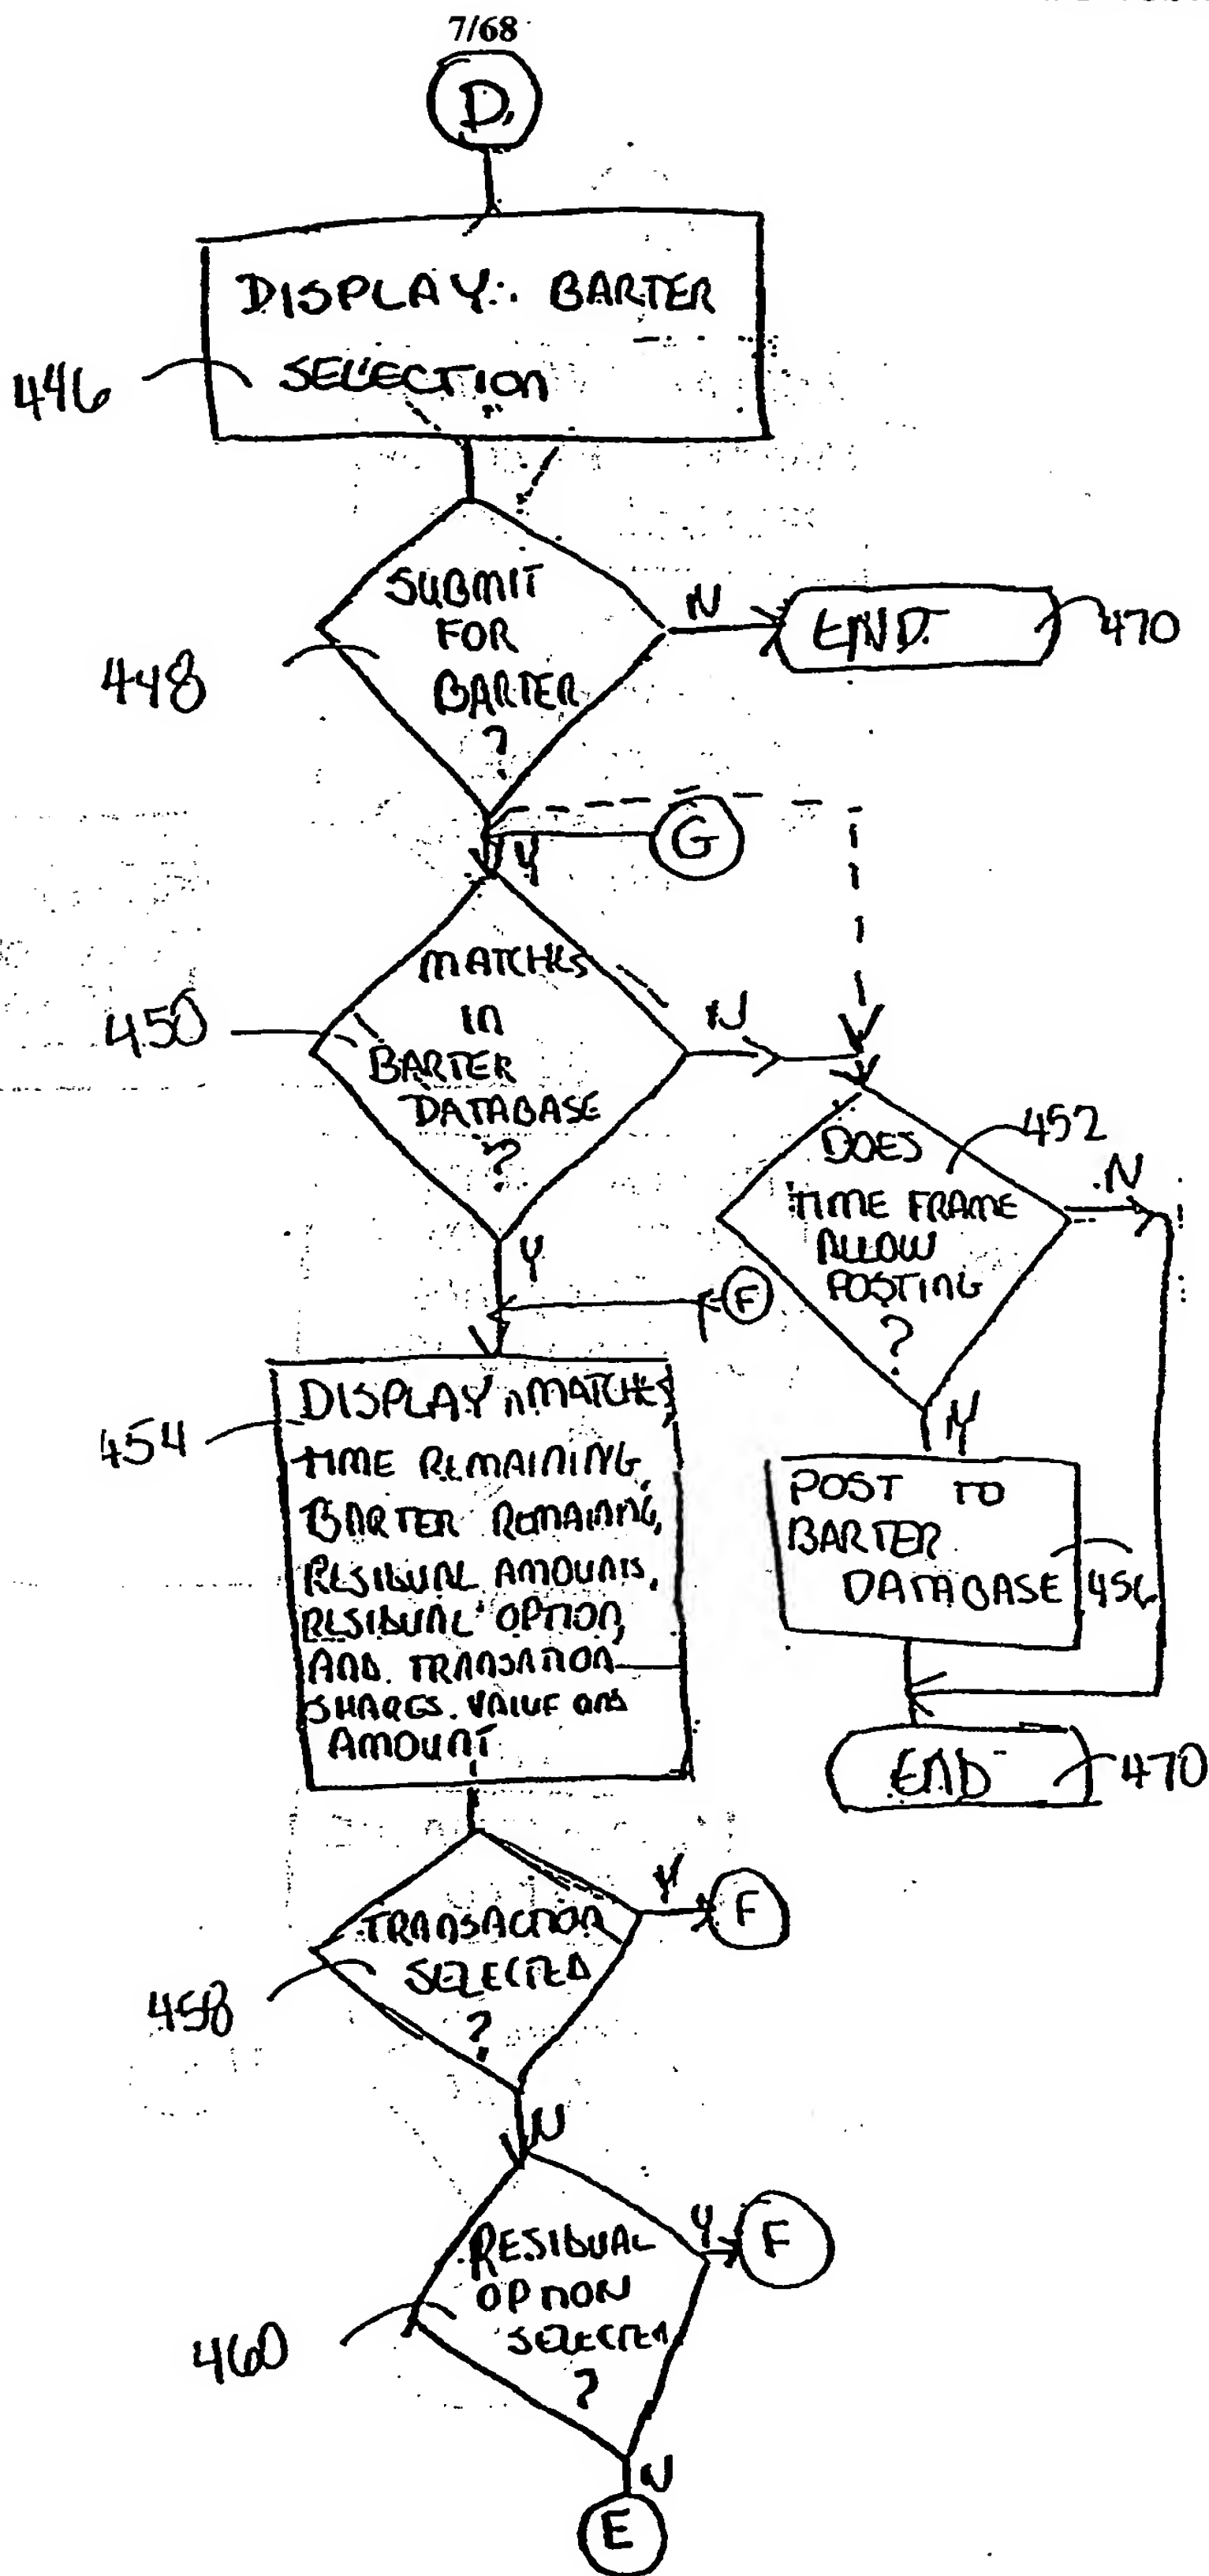 7/68
D
DISPLAY: BARTER
SELECTION
446
SUBMIT
FOR
BARTER
?
448
N
END
470
Y
G
MATCHES
IN
BARTER
DATABASE
?
450
N
DOES
TIME FRAME
ALLOW
POSTING
?
452
N
Y
F
Y
DISPLAY n MATCHES,
TIME REMAINING,
BARTER REMAINING,
RESIDUAL AMOUNTS,
RESIDUAL OPTION,
AND TRANSATION
SHARES. VALUE AND
AMOUNT
454
POST TO
BARTER
DATABASE
456
END
470
TRANSACTION
SELECTED
?
458
Y
F
N
RESIDUAL
OPTION
SELECTED
?
460
Y
F
N
E